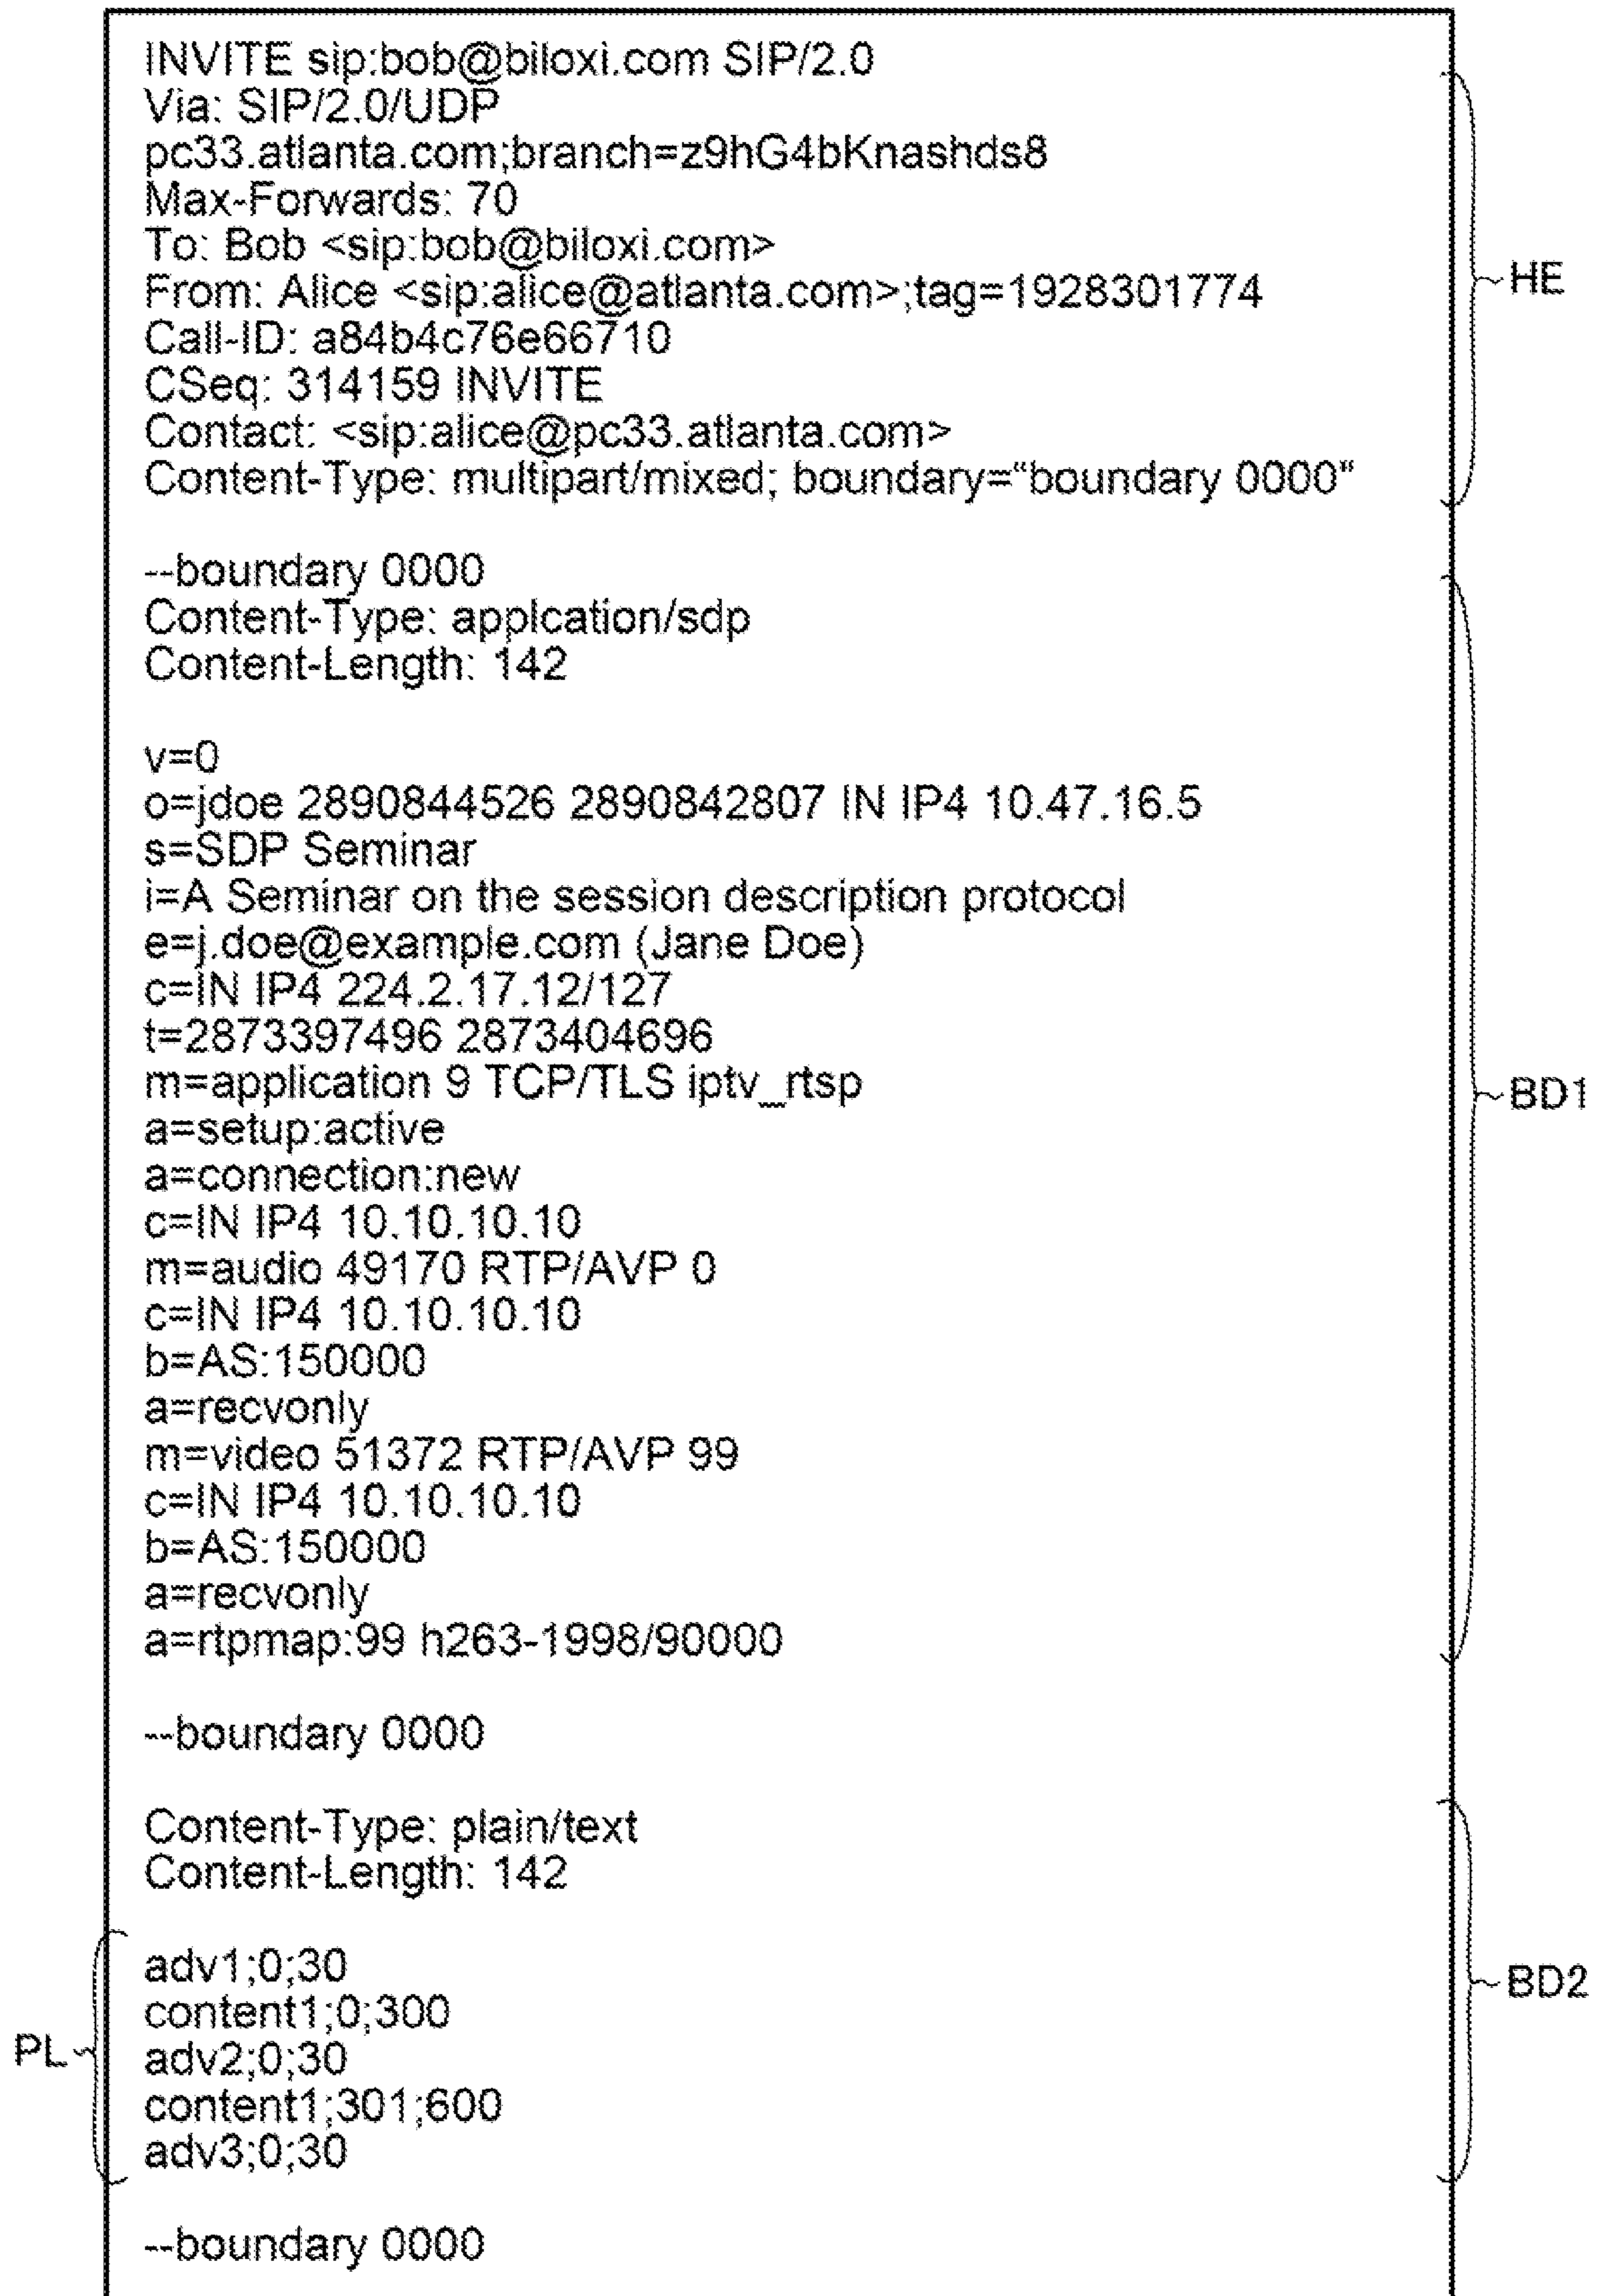 INVITE sip:bob@biloxi.com SIP/2.0
Via: SIP/2.0/UDP
pc33.atlanta.com;branch=z9hG4bKnashds8
Max-Forwards: 70
To: Bob <sip:bob@biloxi.com>
From: Alice <sip:alice@atlanta.com>;tag=1928301774
Call-ID: a84b4c76e66710
CSeq: 314159 INVITE
Contact: <sip:alice@pc33.atlanta.com>
Content-Type: multipart/mixed; boundary=“boundary 0000“
HE
--boundary 0000
Content-Type: applcation/sdp
Content-Length: 142
v=0
o=jdoe 2890844526 2890842807 IN IP4 10.47.16.5
s=SDP Seminar
i=A Seminar on the session description protocol
e=j.doe@example.com (Jane Doe)
c=IN IP4 224.2.17.12/127
t=2873397496 2873404696
m=application 9 TCP/TLS iptv_rtsp
a=setup:active
a=connection:new
c=IN IP4 10.10.10.10
m=audio 49170 RTP/AVP 0
c=IN IP4 10.10.10.10
b=AS:150000
a=recvonly
m=video 51372 RTP/AVP 99
c=IN IP4 10.10.10.10
b=AS:150000
a=recvonly
a=rtpmap:99 h263-1998/90000
BD1
--boundary 0000
Content-Type: plain/text
Content-Length: 142
adv1;0;30
content1;0;300
adv2;0;30
content1;301;600
adv3;0;30
PL
BD2
--boundary 0000